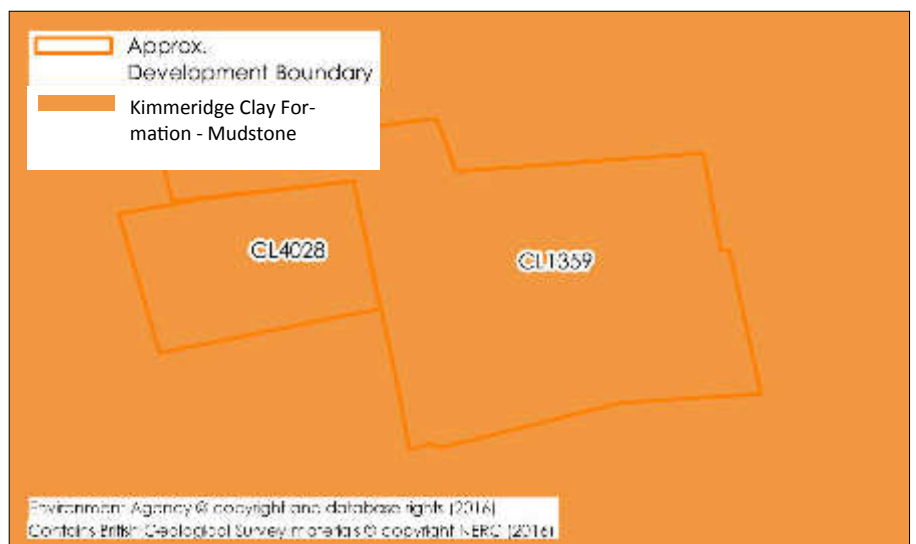 Approx.
Development Boundary
Kimmeridge Clay For-
mation - Mudstone
CL4028
CL1359
Environment Agency © copyright and database rights (2016)
Contains British Geological Survey materials © copyright NERC (2016)